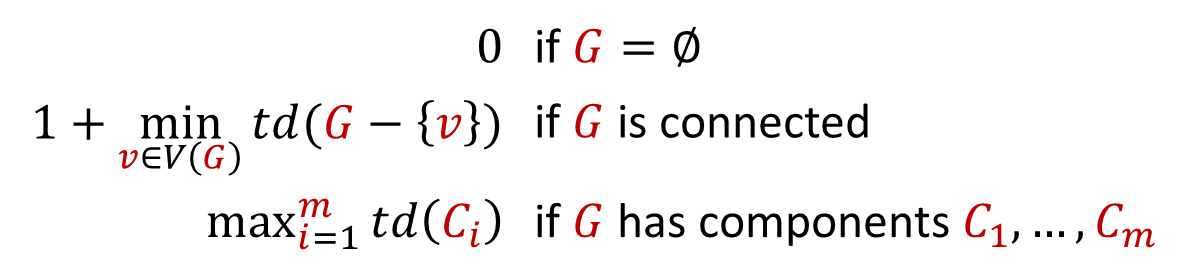 0 if G = ∅
1 + min_{v∈V(G)} td(G − {v}) if G is connected
max_{i=1}^{m} td(C_i) if G has components C_1, … , C_m